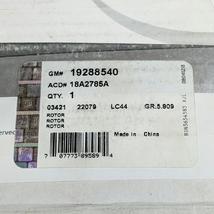 GM# 19288540
ACD# 18A2785A
QTY. 1
03421 22079 LC44 GR.5.809
ROTOR
ROTOR
ROTOR
Made in China
7 07773 89589 4
served